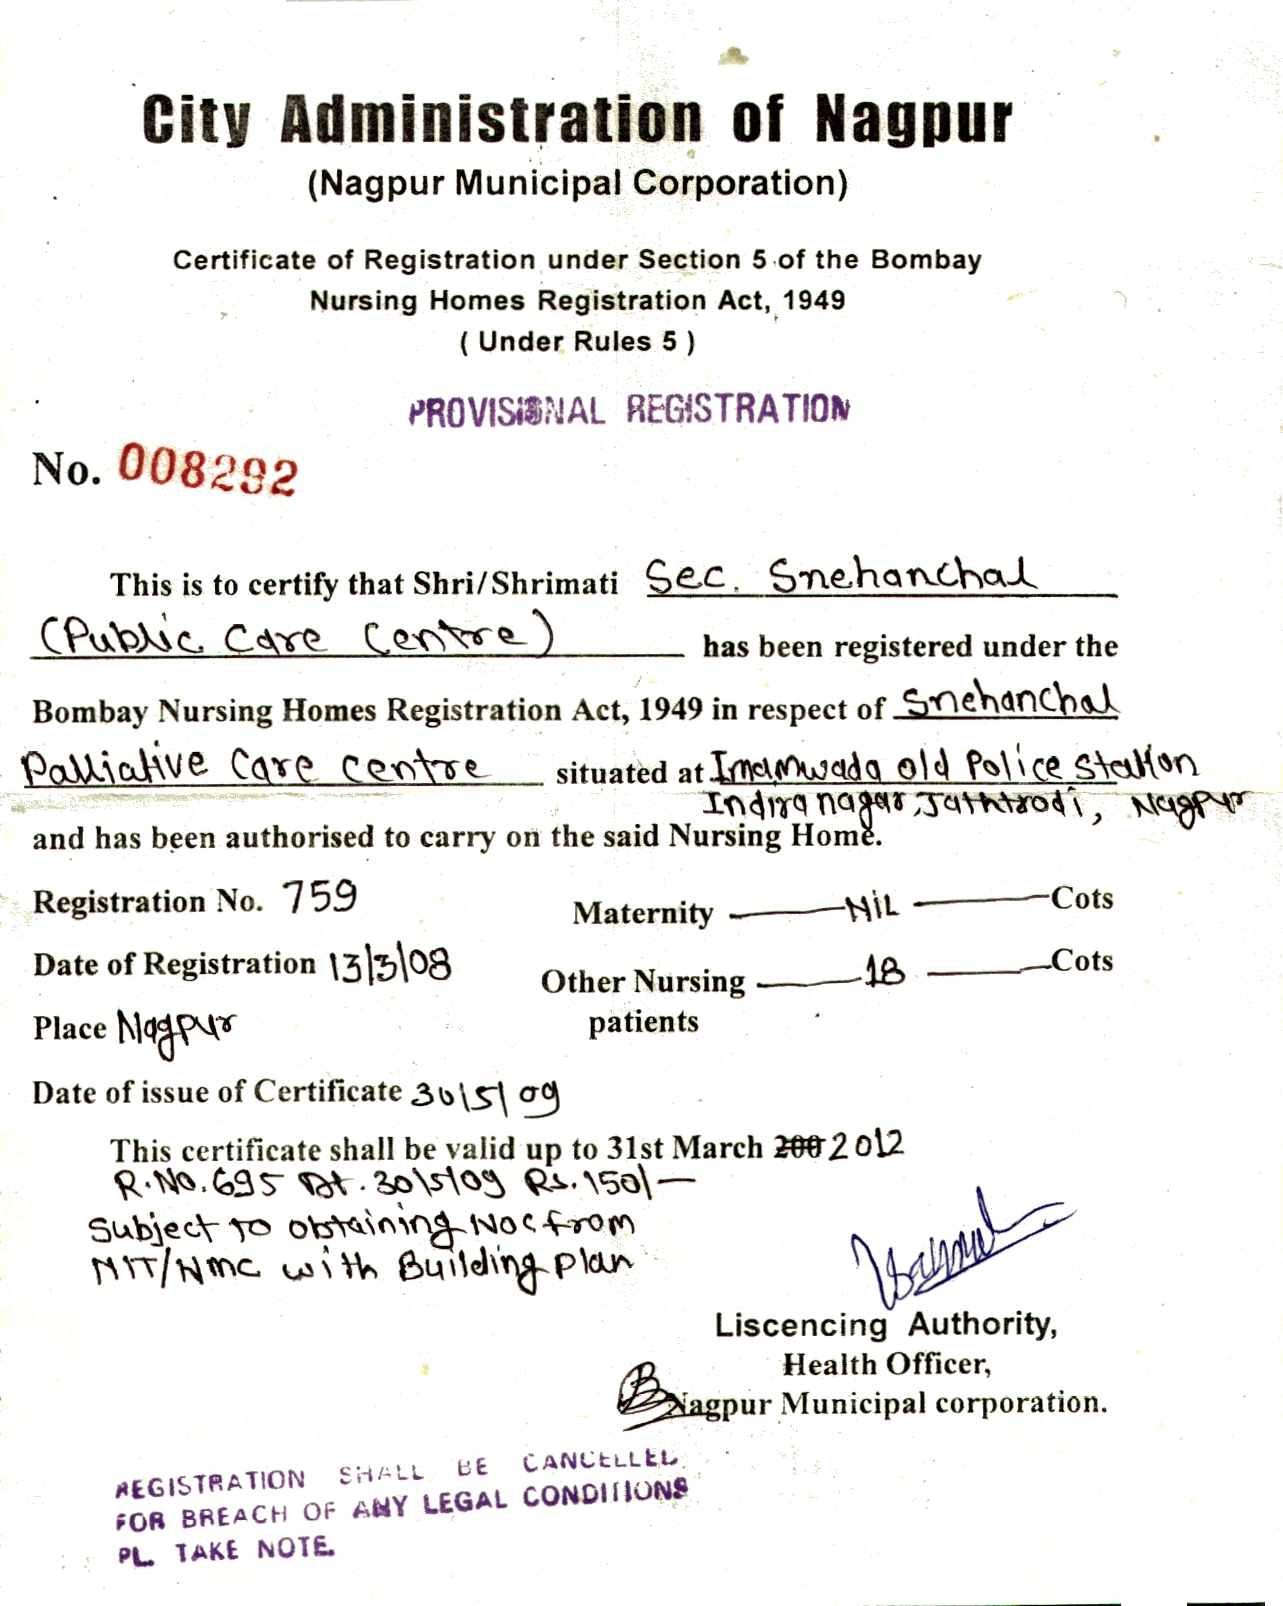 City Administration of Nagpur
(Nagpur Municipal Corporation)
Certificate of Registration under Section 5 of the Bombay
Nursing Homes Registration Act, 1949
( Under Rules 5 )
PROVISIONAL REGISTRATION
No. 008292
This is to certify that Shri/Shrimati Sec. Snehanchal
(Public Care Centre) has been registered under the
Bombay Nursing Homes Registration Act, 1949 in respect of Snehanchal
Palliative Care Centre situated at Imamwada old Police Station
Indira nagar, Jathtrodi, Nagpur
and has been authorised to carry on the said Nursing Home.
Registration No. 759 Maternity NIL Cots
Date of Registration 13/3/08 Other Nursing 18 Cots
Place Nagpur patients
Date of issue of Certificate 30/5/09
This certificate shall be valid up to 31st March 200 2012
R.No. 695 Dt. 30/5/09 Rs. 150/-
Subject to obtaining NOC from
NIT/NMC with Building plan
Liscencing Authority,
Health Officer,
Nagpur Municipal corporation.
REGISTRATION SHALL BE CANCELLED
FOR BREACH OF ANY LEGAL CONDITIONS
PL. TAKE NOTE.